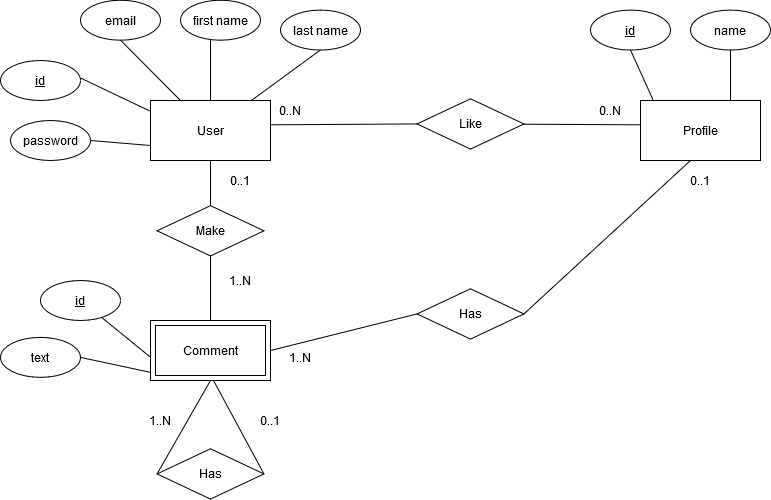 email
first name
last name
id
name
id
0..N
0..N
User
Like
Profile
password
0..1
0..1
Make
1..N
id
Has
Comment
text
1..N
1..N
0..1
Has